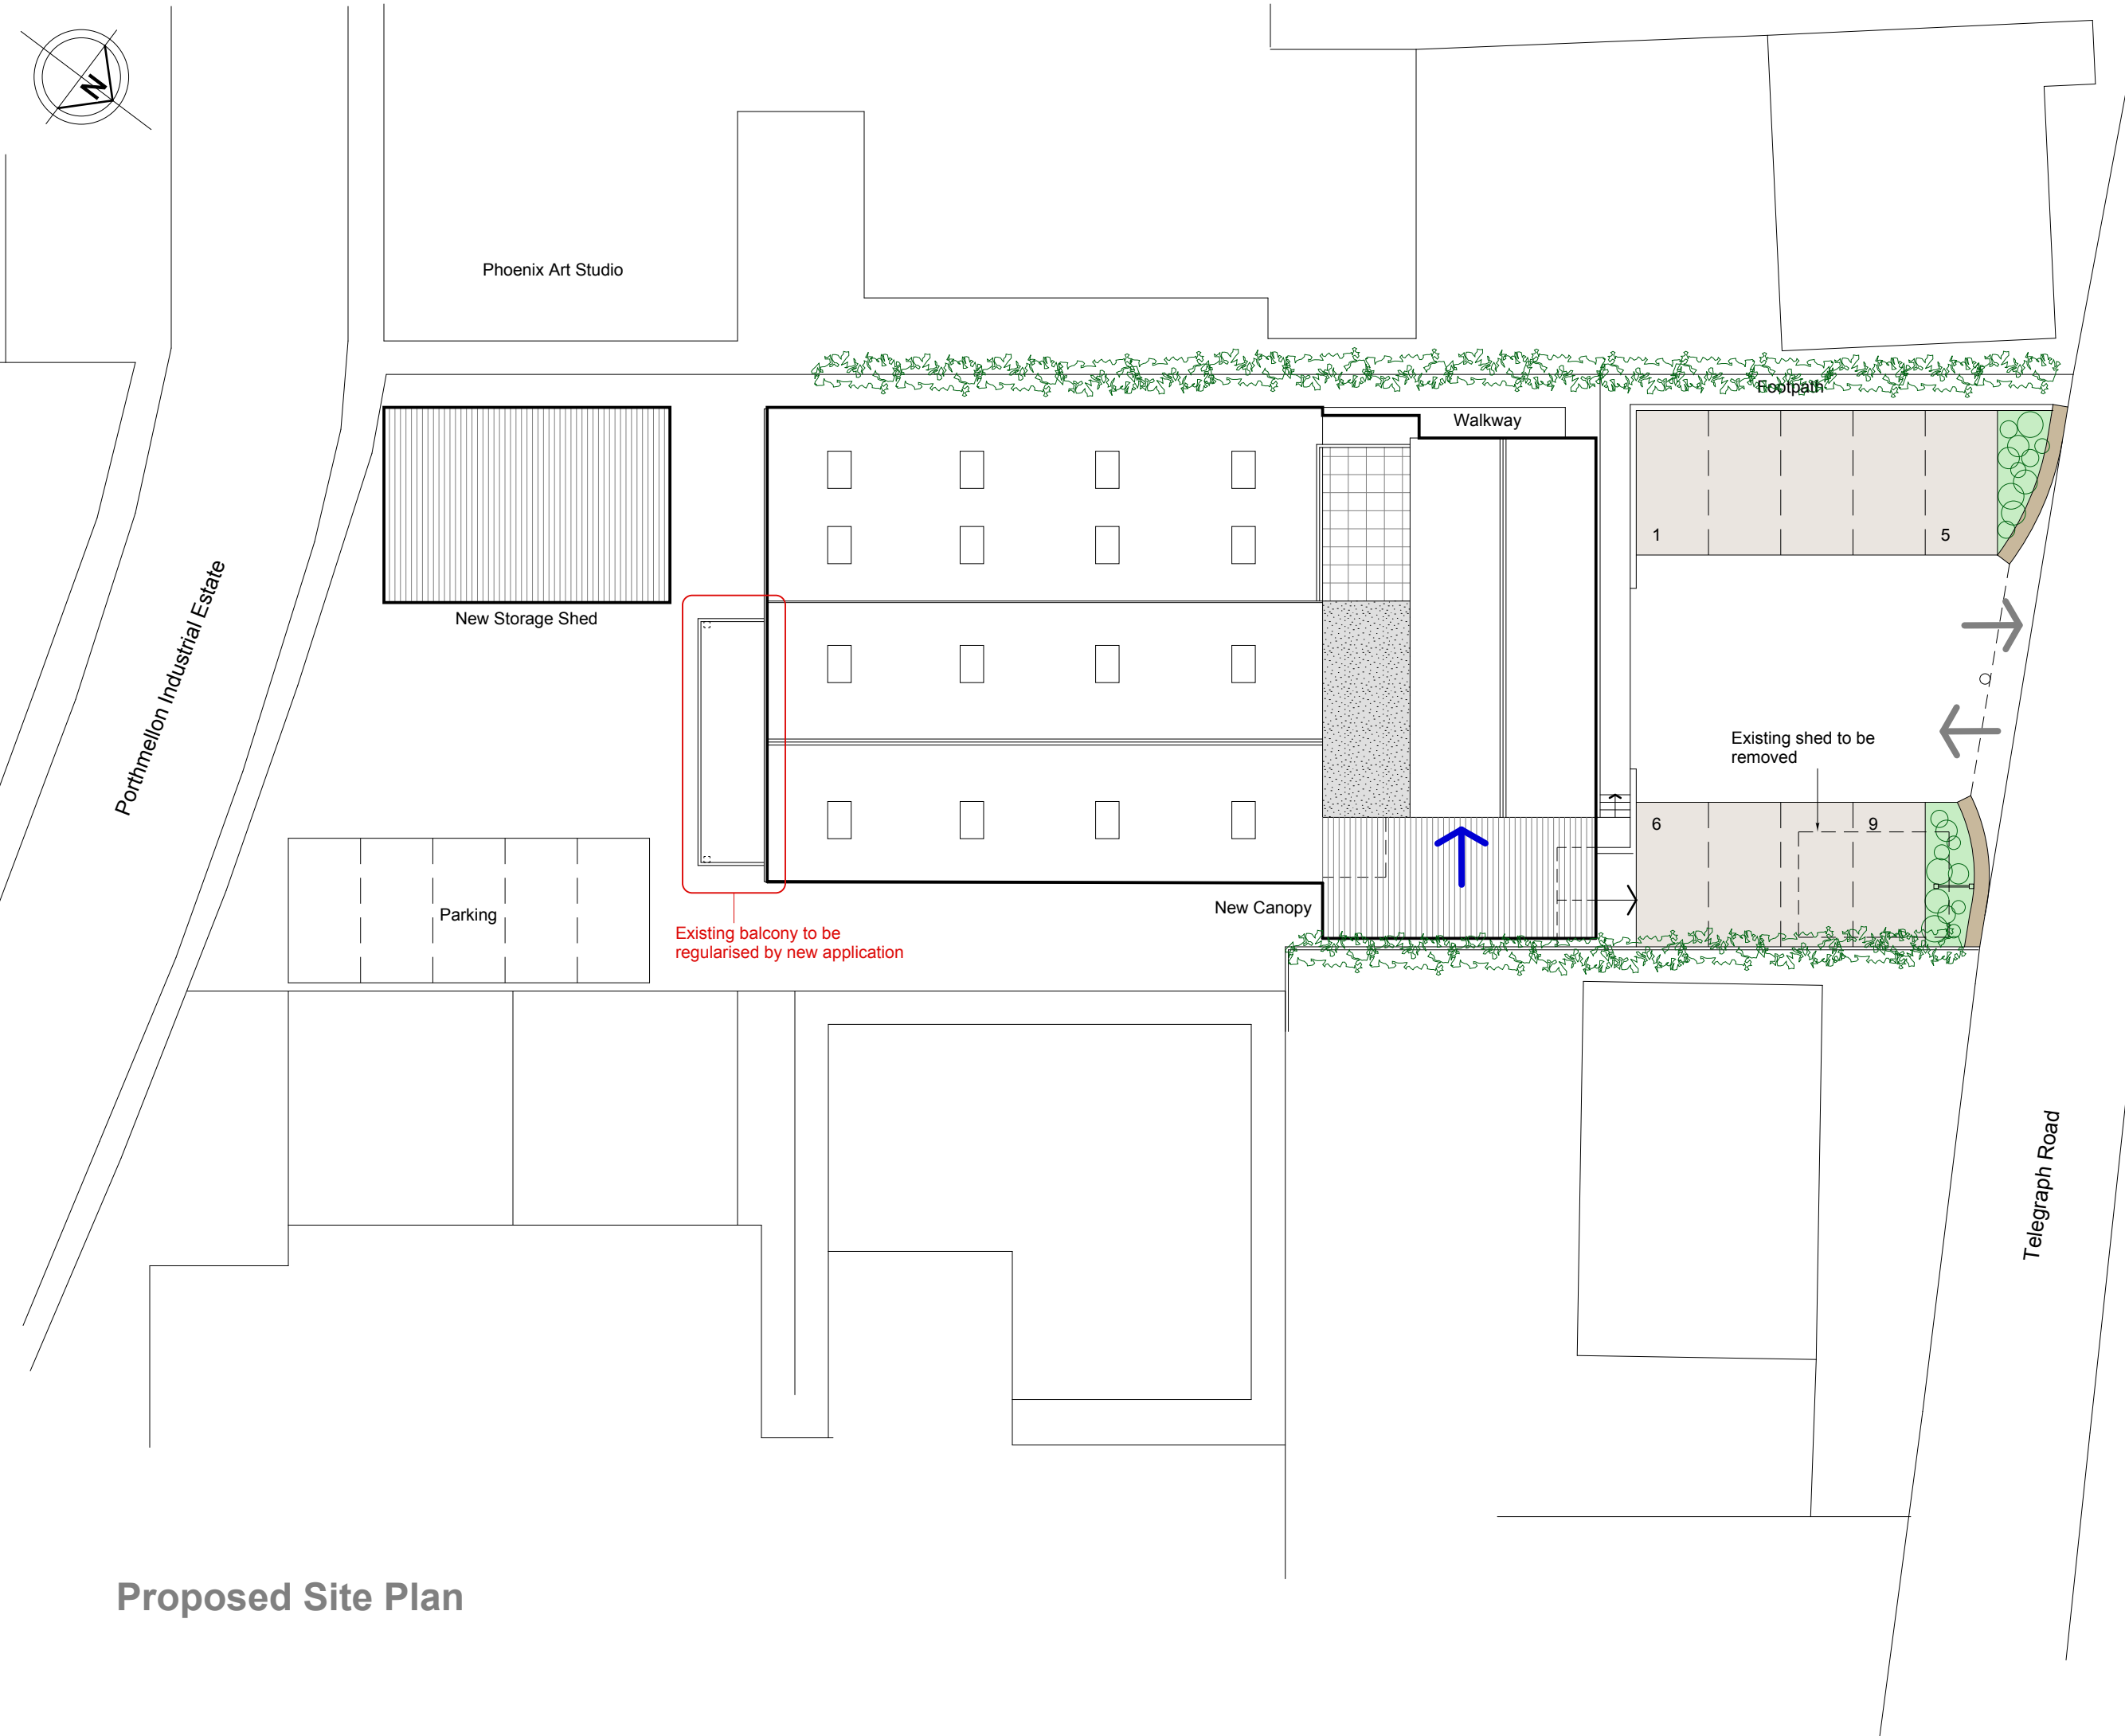 N
Phoenix Art Studio
Footpath
Walkway
1
5
New Storage Shed
Porthmellon Industrial Estate
Existing shed to be
removed
6
9
New Canopy
Parking
Existing balcony to be
regularised by new application
Telegraph Road
Proposed Site Plan